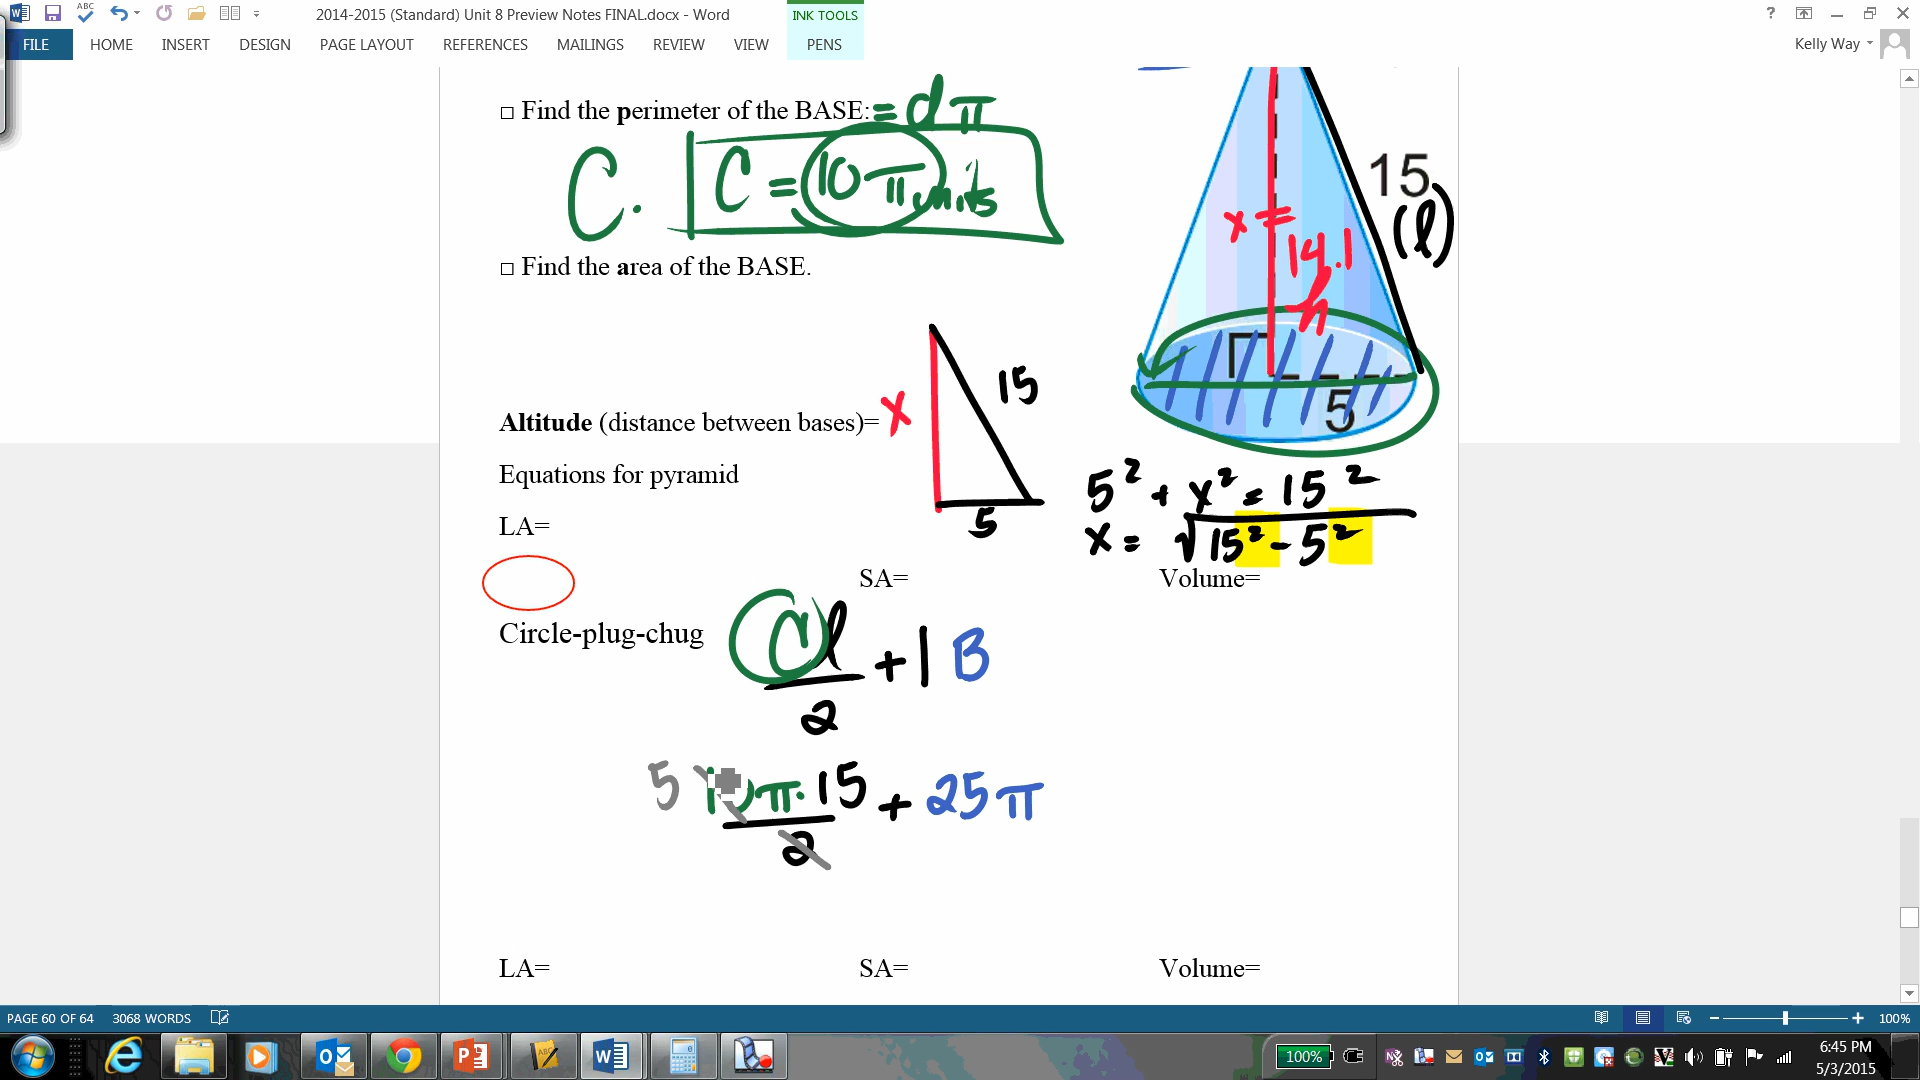 ABC
2014-2015 (Standard) Unit 8 Preview Notes FINAL.docx - Word
INK TOOLS
?
FILE HOME INSERT DESIGN PAGE LAYOUT REFERENCES MAILINGS REVIEW VIEW PENS
Kelly Way
□ Find the perimeter of the BASE: = d π
C. C = 10 π units
15
(l)
x =
14.1
h
□ Find the area of the BASE.
5
15
Altitude (distance between bases)= x
5
Equations for pyramid
5² + x² = 15²
LA=
x = √15² - 5²
SA= Volume=
Circle-plug-chug
Cl/2 + 1 B
5 10 π · 15/2 + 25 π
LA= SA= Volume=
PAGE 60 OF 64 3068 WORDS
100%
100%
6:45 PM
5/3/2015